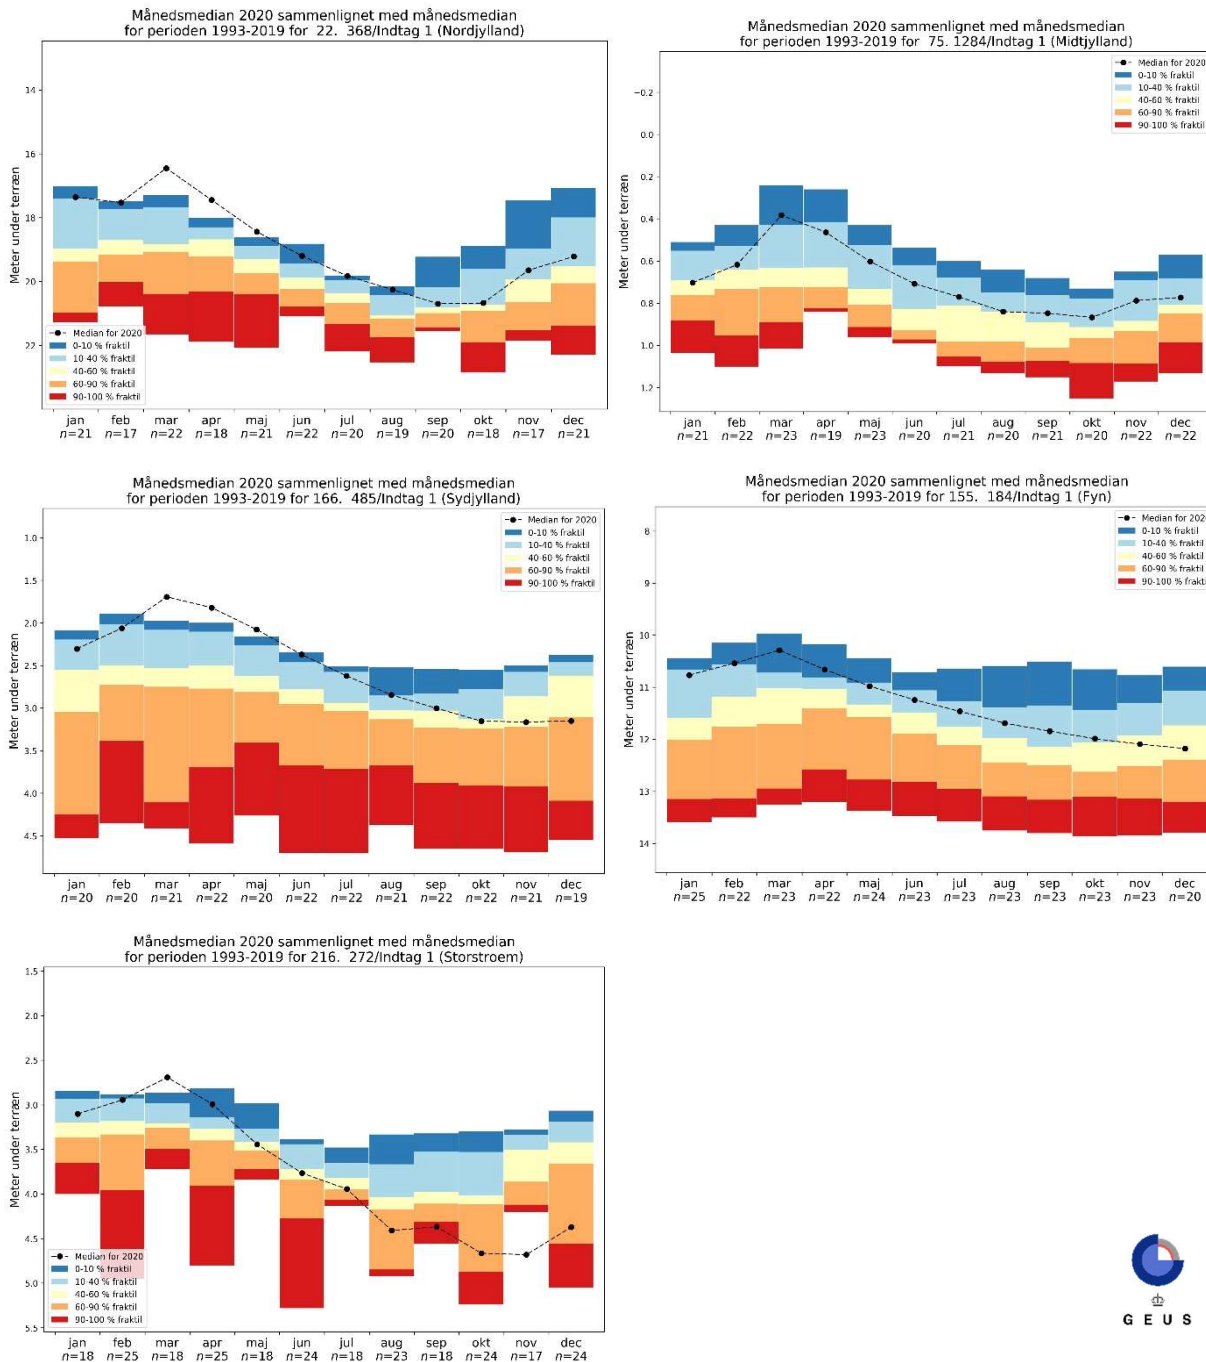 Månedsmedian 2020 sammenlignet med månedsmedian
for perioden 1993-2019 for 22. 368/Indtag 1 (Nordjylland)
Meter under terræn
14
16
18
20
22
Median for 2020
0-10 % fraktil
10-40 % fraktil
40-60 % fraktil
60-90 % fraktil
90-100 % fraktil
jan feb mar apr maj jun jul aug sep okt nov dec
n=21 n=17 n=22 n=18 n=21 n=22 n=20 n=19 n=20 n=18 n=17 n=21
Månedsmedian 2020 sammenlignet med månedsmedian
for perioden 1993-2019 for 75. 1284/Indtag 1 (Midtjylland)
Meter under terræn
−0.2
0.0
0.2
0.4
0.6
0.8
1.0
1.2
Median for 2020
0-10 % fraktil
10-40 % fraktil
40-60 % fraktil
60-90 % fraktil
90-100 % fraktil
jan feb mar apr maj jun jul aug sep okt nov dec
n=21 n=22 n=23 n=19 n=23 n=20 n=21 n=20 n=21 n=20 n=22 n=22
Månedsmedian 2020 sammenlignet med månedsmedian
for perioden 1993-2019 for 166. 485/Indtag 1 (Sydjylland)
Meter under terræn
1.0
1.5
2.0
2.5
3.0
3.5
4.0
4.5
Median for 2020
0-10 % fraktil
10-40 % fraktil
40-60 % fraktil
60-90 % fraktil
90-100 % fraktil
jan feb mar apr maj jun jul aug sep okt nov dec
n=20 n=20 n=21 n=22 n=20 n=22 n=22 n=21 n=22 n=22 n=21 n=19
Månedsmedian 2020 sammenlignet med månedsmedian
for perioden 1993-2019 for 155. 184/Indtag 1 (Fyn)
Meter under terræn
8
9
10
11
12
13
14
Median for 2020
0-10 % fraktil
10-40 % fraktil
40-60 % fraktil
60-90 % fraktil
90-100 % fraktil
jan feb mar apr maj jun jul aug sep okt nov dec
n=25 n=22 n=23 n=22 n=24 n=23 n=23 n=23 n=23 n=23 n=23 n=20
Månedsmedian 2020 sammenlignet med månedsmedian
for perioden 1993-2019 for 216. 272/Indtag 1 (Storstroem)
Meter under terræn
1.5
2.0
2.5
3.0
3.5
4.0
4.5
5.0
5.5
Median for 2020
0-10 % fraktil
10-40 % fraktil
40-60 % fraktil
60-90 % fraktil
90-100 % fraktil
jan feb mar apr maj jun jul aug sep okt nov dec
n=18 n=25 n=18 n=25 n=18 n=24 n=18 n=23 n=18 n=24 n=17 n=24
G E U S